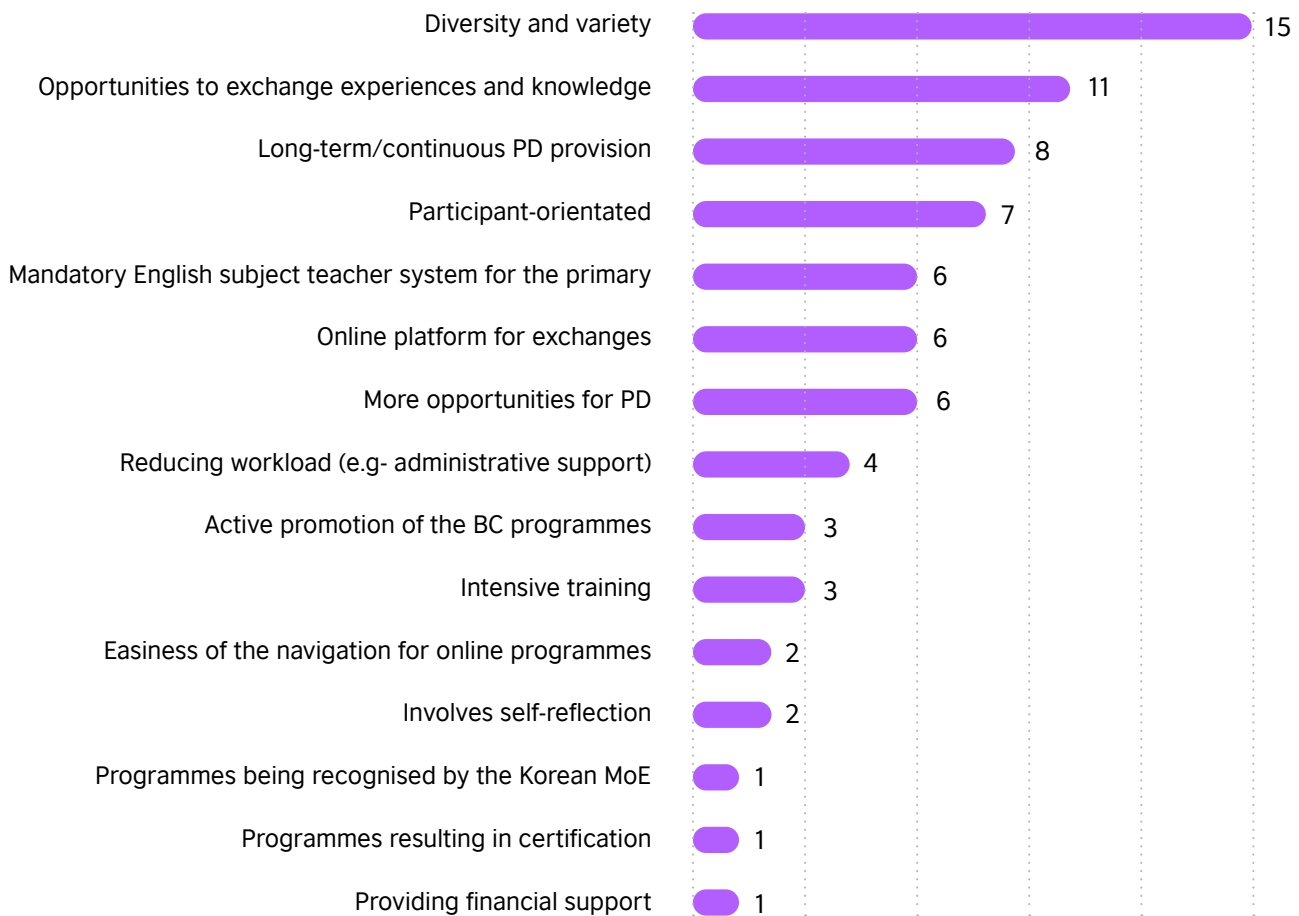 Diversity and variety 15
Opportunities to exchange experiences and knowledge 11
Long-term/continuous PD provision 8
Participant-orientated 7
Mandatory English subject teacher system for the primary 6
Online platform for exchanges 6
More opportunities for PD 6
Reducing workload (e.g- administrative support) 4
Active promotion of the BC programmes 3
Intensive training 3
Easiness of the navigation for online programmes 2
Involves self-reflection 2
Programmes being recognised by the Korean MoE 1
Programmes resulting in certification 1
Providing financial support 1